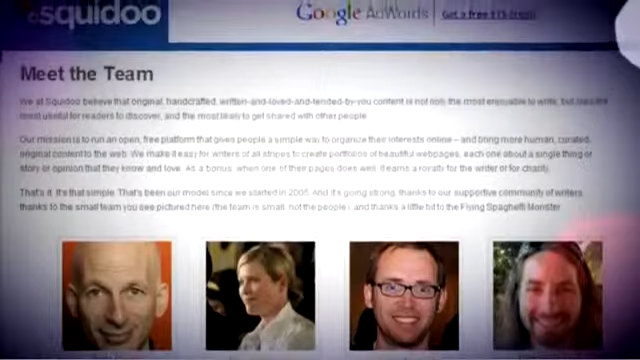 squidoo
Google AdWords
Meet the Team
We at Squidoo believe that original, handcrafted, written-and-loved-and-tended-by-you content is not only the most enjoyable to write, but also the
most useful for readers to discover, and the most likely to get shared with other people
Our mission is to run an open, free platform that gives people a simple way to organize their interests online – and bring more human, curated,
original content to the web. We make it easy for writers of all stripes to create portfolios of beautiful webpages, each one about a single thing or
story or opinion that they know and love. As a bonus, when one of their pages does well, it earns a royalty for the writer or for charity.
That's it. It's that simple. That's been our model since we started in 2005. And it's going strong, thanks to our supportive community of writers,
thanks to the small team you see pictured here (the team is small, not the people), and thanks a little bit to the Flying Spaghetti Monster